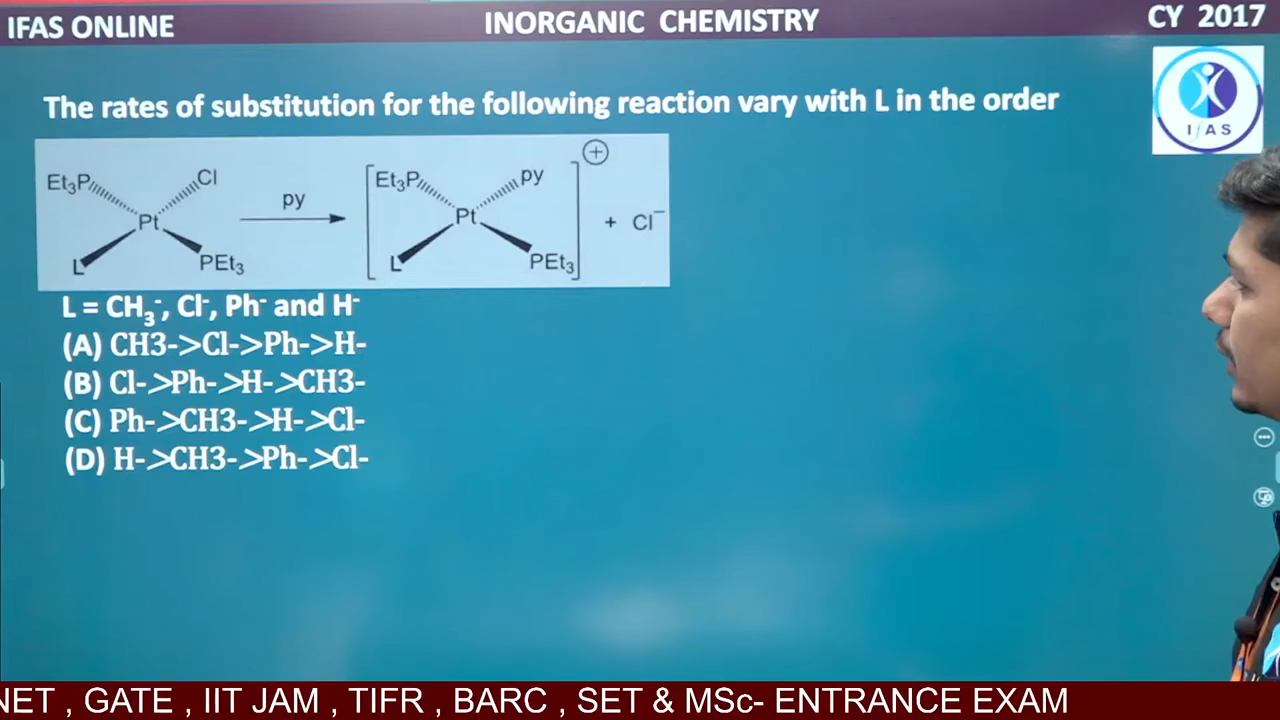 IFAS ONLINE
INORGANIC CHEMISTRY
CY 2017
IFAS
The rates of substitution for the following reaction vary with L in the order
Et₃P Cl
Pt
L PEt₃
py
Et₃P py
Pt
L PEt₃
⊕
+ Cl⁻
L = CH₃⁻, Cl⁻, Ph⁻ and H⁻
(A) CH3->Cl->Ph->H-
(B) Cl->Ph->H->CH3-
(C) Ph->CH3->H->Cl-
(D) H->CH3->Ph->Cl-
NET , GATE , IIT JAM , TIFR , BARC , SET & MSc- ENTRANCE EXAM